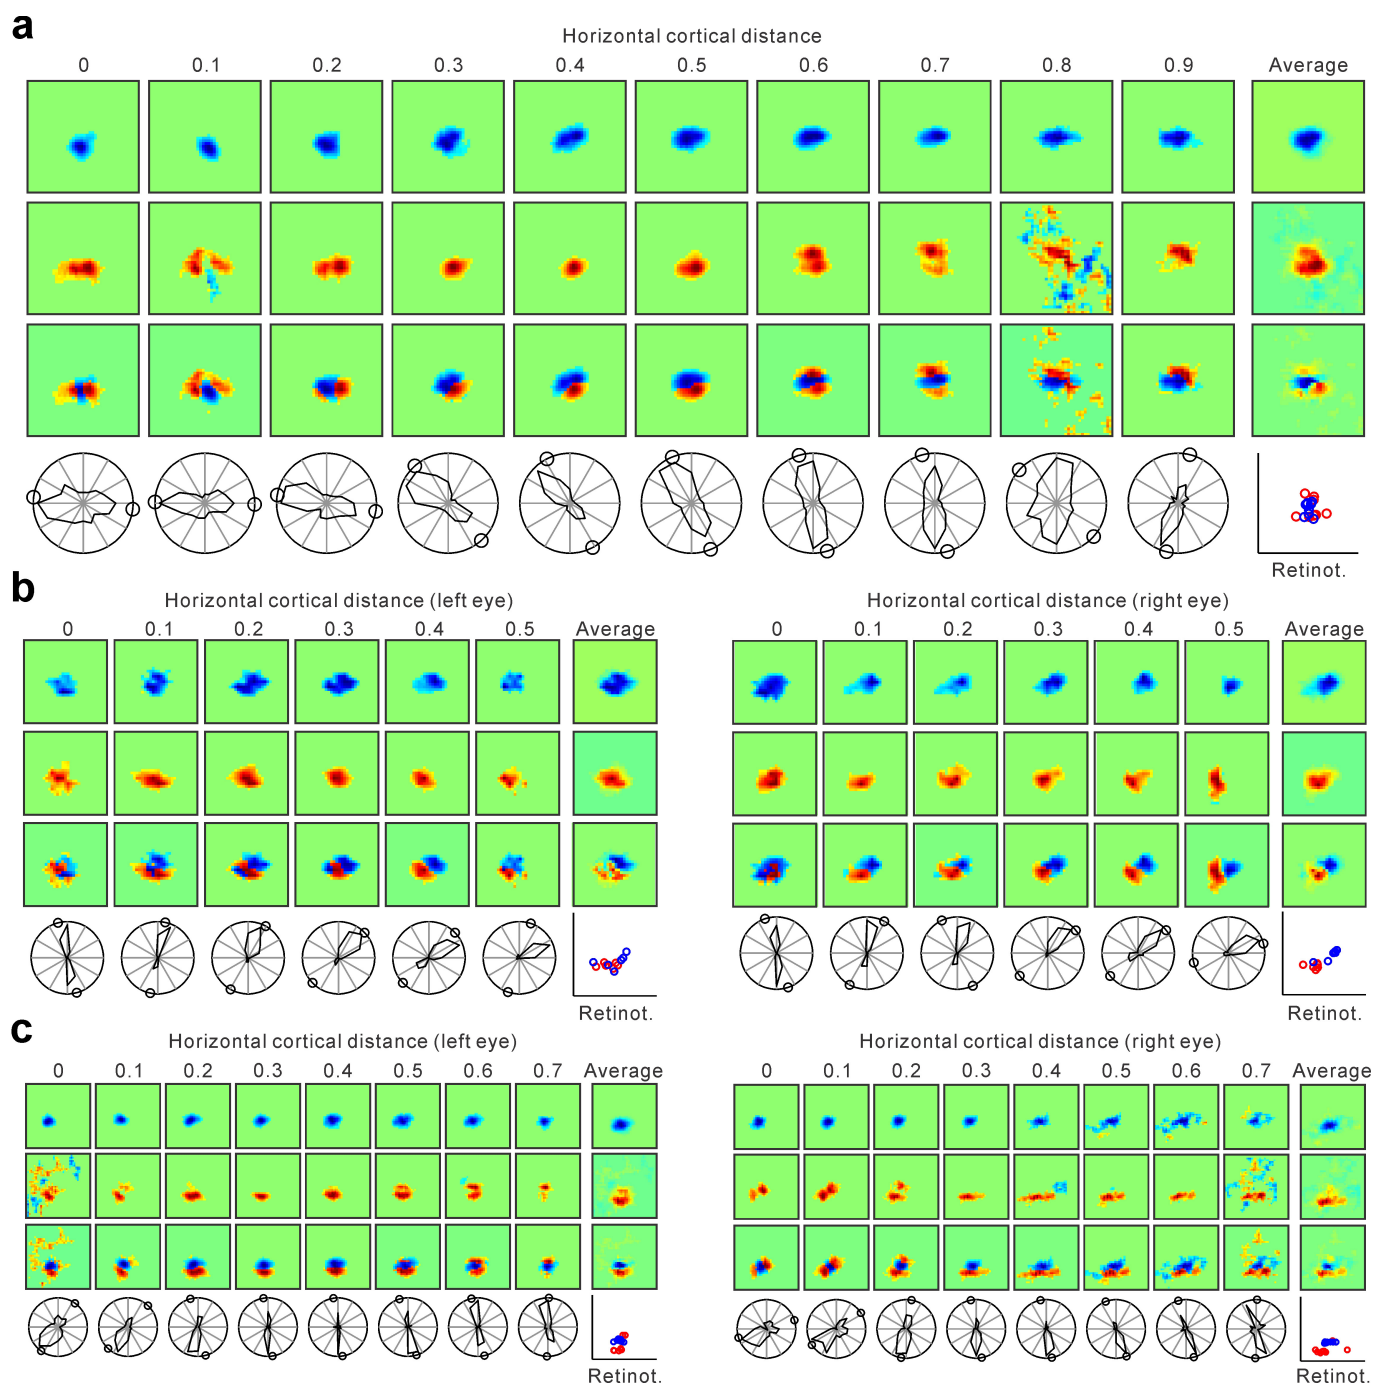 a
Horizontal cortical distance
0 0.1 0.2 0.3 0.4 0.5 0.6 0.7 0.8 0.9 Average
Retinot.
b
Horizontal cortical distance (left eye)
0 0.1 0.2 0.3 0.4 0.5 Average
Retinot.
Horizontal cortical distance (right eye)
0 0.1 0.2 0.3 0.4 0.5 Average
Retinot.
c
Horizontal cortical distance (left eye)
0 0.1 0.2 0.3 0.4 0.5 0.6 0.7 Average
Retinot.
Horizontal cortical distance (right eye)
0 0.1 0.2 0.3 0.4 0.5 0.6 0.7 Average
Retinot.